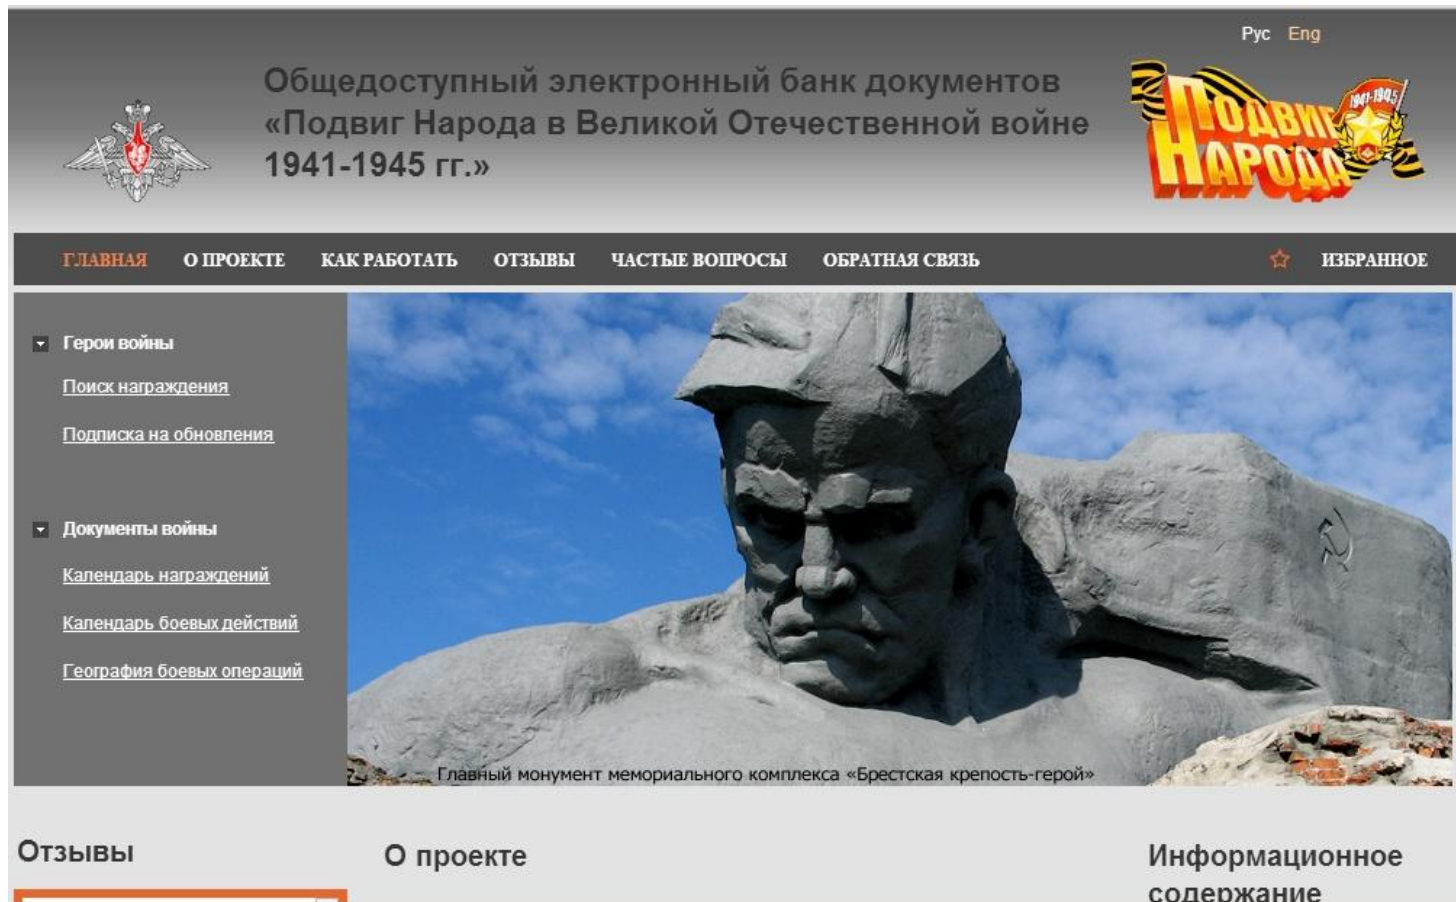 Рус Eng
Общедоступный электронный банк документов
«Подвиг Народа в Великой Отечественной войне
1941-1945 гг.»
1941-1945
ПОДВИГ
НАРОДА
ГЛАВНАЯ О ПРОЕКТЕ КАК РАБОТАТЬ ОТЗЫВЫ ЧАСТЫЕ ВОПРОСЫ ОБРАТНАЯ СВЯЗЬ ИЗБРАННОЕ
Герои войны
Поиск награждения
Подписка на обновления
Документы войны
Календарь награждений
Календарь боевых действий
География боевых операций
Главный монумент мемориального комплекса «Брестская крепость-герой»
Отзывы
О проекте
Информационное
содержание